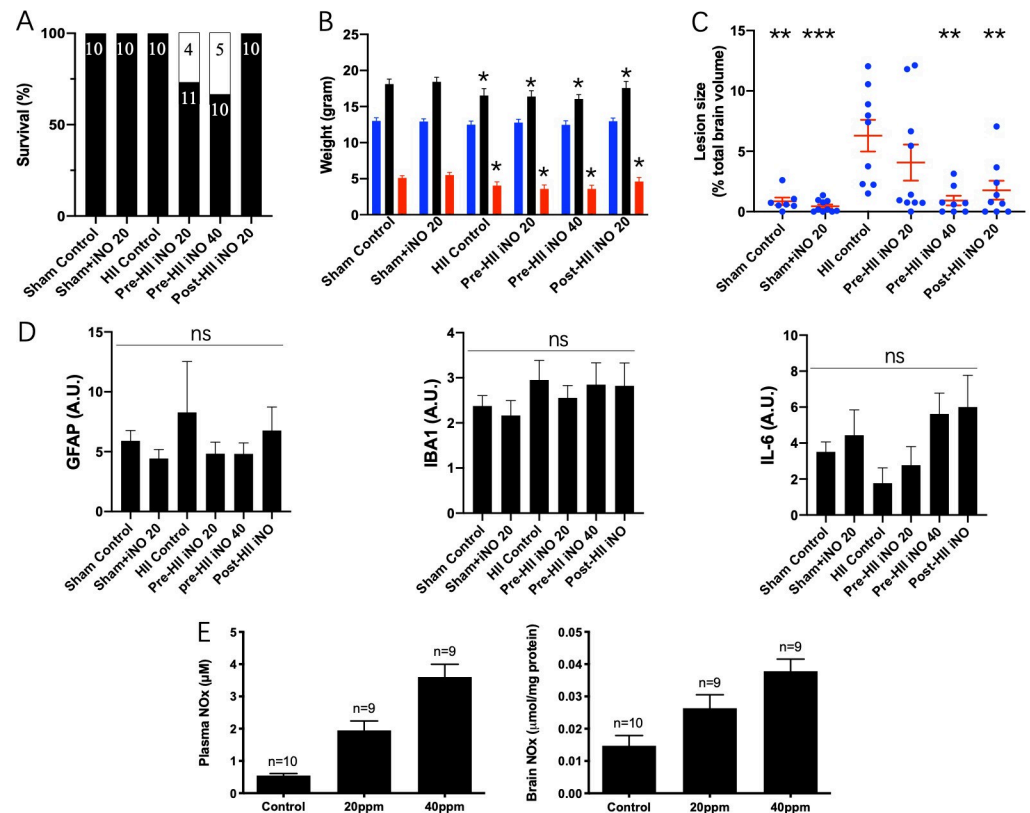 A
Survival (%)
100
50
0
10
10
10
4
11
5
10
10
Sham Control
Sham+iNO 20
HII Control
Pre-HII iNO 20
Pre-HII iNO 40
Post-HII iNO 20
B
Weight (gram)
25
20
15
10
5
0
*
*
*
*
*
*
*
*
Sham Control
Sham+iNO 20
HII Control
Pre-HII iNO 20
Pre-HII iNO 40
Post-HII iNO 20
C
Lesion size
(% total brain volume)
15
10
5
0
**
***
**
**
Sham Control
Sham+iNO 20
HII control
Pre-HII iNO 20
Pre-HII iNO 40
Post-HII iNO 20
D
GFAP (A.U.)
15
10
5
0
ns
Sham Control
Sham+iNO 20
HII Control
Pre-HII iNO 20
pre-HII iNO 40
Post-HII iNO
IBA1 (A.U.)
4
3
2
1
0
ns
Sham Control
Sham+iNO 20
HII Control
Pre-HII iNO 20
Pre-HII iNO 40
Post-HII iNO
IL-6 (A.U.)
10
8
6
4
2
0
ns
Sham Control
Sham+iNO 20
HII Control
Pre-HII iNO 20
Pre-HII iNO 40
Post-HII iNO
E
Plasma NOx (µM)
5
4
3
2
1
0
n=10
n=9
n=9
Control
20ppm
40ppm
Brain NOx (µmol/mg protein)
0.05
0.04
0.03
0.02
0.01
0.00
n=10
n=9
n=9
Control
20ppm
40ppm